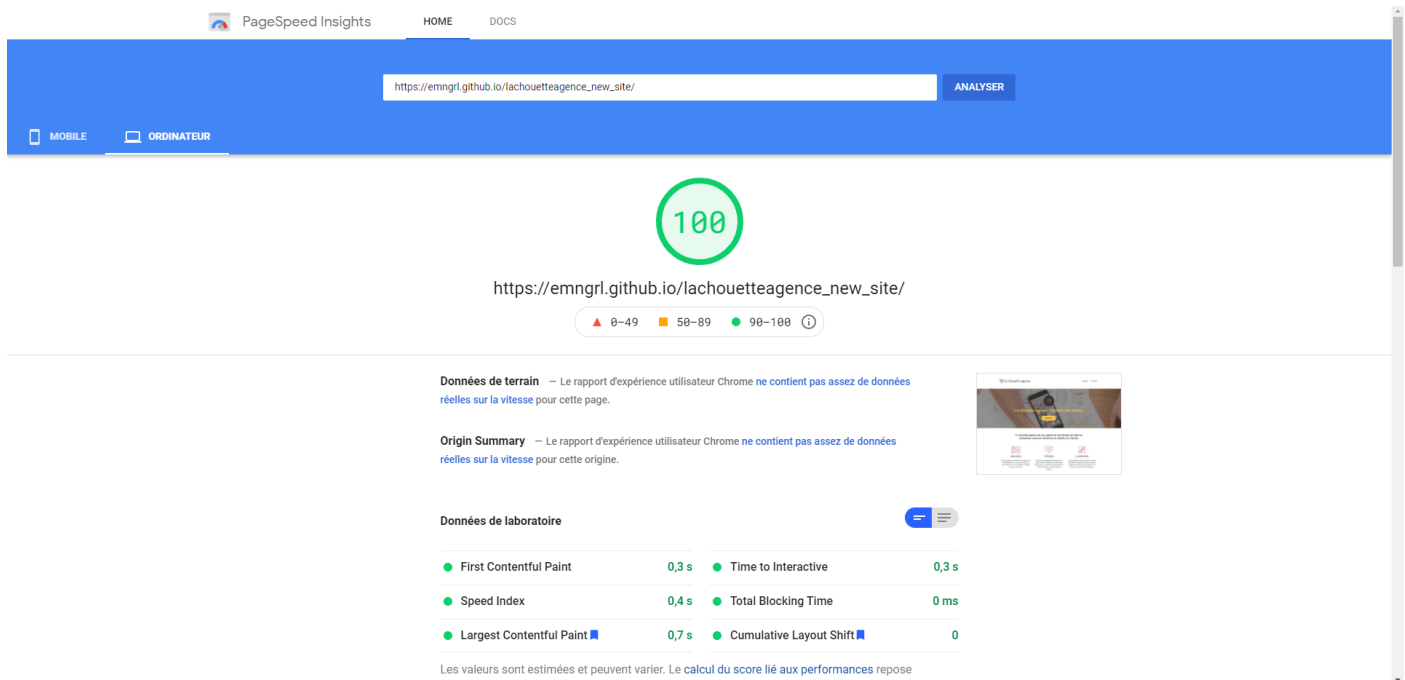 PageSpeed Insights HOME DOCS
https://emngrl.github.io/lachouetteagence_new_site/ ANALYSER
MOBILE ORDINATEUR
100
https://emngrl.github.io/lachouetteagence_new_site/
0–49 50–89 90–100
Données de terrain — Le rapport d'expérience utilisateur Chrome ne contient pas assez de données
réelles sur la vitesse pour cette page.
Origin Summary — Le rapport d'expérience utilisateur Chrome ne contient pas assez de données
réelles sur la vitesse pour cette origine.
Données de laboratoire
First Contentful Paint 0,3 s Time to Interactive 0,3 s
Speed Index 0,4 s Total Blocking Time 0 ms
Largest Contentful Paint 0,7 s Cumulative Layout Shift 0
Les valeurs sont estimées et peuvent varier. Le calcul du score lié aux performances repose